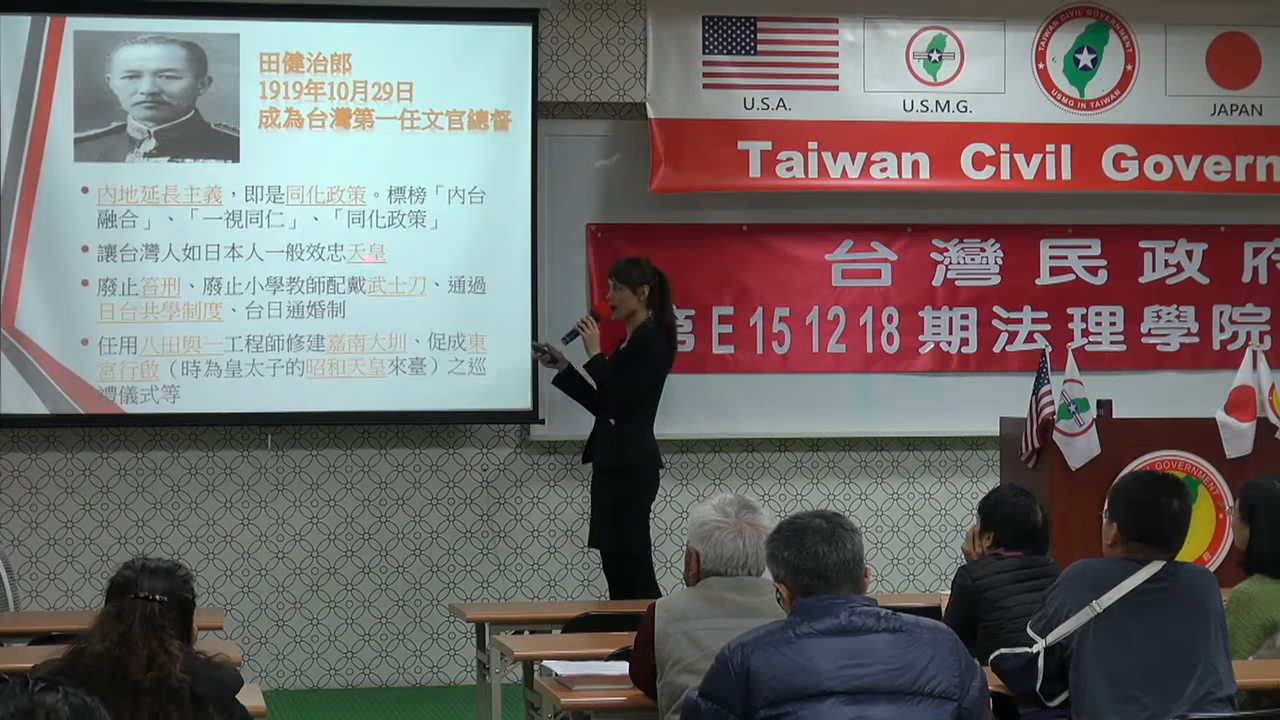 田健治郎
1919年10月29日
成為台灣第一任文官總督
內地延長主義，即是同化政策。標榜「內台
融合」、「一視同仁」、「同化政策」
讓台灣人如日本人一般效忠天皇
廢止笞刑、廢止小學教師配戴武士刀、通過
日台共學制度、台日通婚制
任用八田與一工程師修建嘉南大圳、促成東
宮行啟（時為皇太子的昭和天皇來臺）之巡
禮儀式等
U.S.A.
U.S.M.G.
TAIWAN CIVIL GOVERNMENT
USMG IN TAIWAN
JAPAN
Taiwan Civil Govern
台灣民政府
第E151218期法理學院
GOVERNMENT